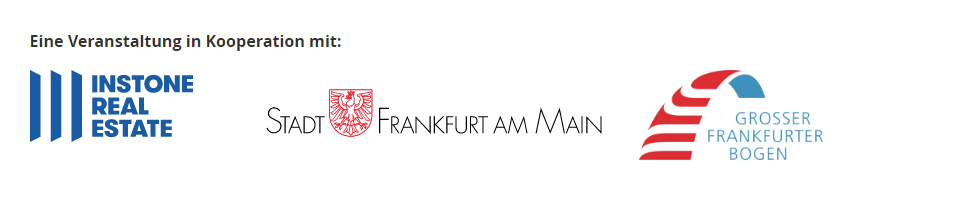 Eine Veranstaltung in Kooperation mit:
INSTONE
REAL
ESTATE
STADT FRANKFURT AM MAIN
GROSSER
FRANKFURTER
BOGEN